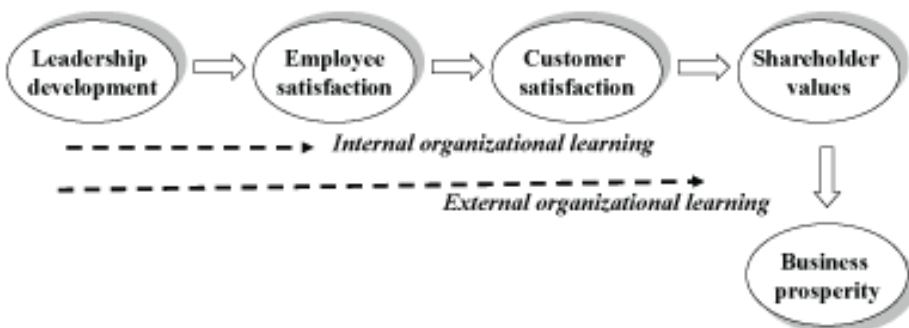 Leadership
development
Employee
satisfaction
Customer
satisfaction
Shareholder
values
Internal organizational learning
External organizational learning
Business
prosperity